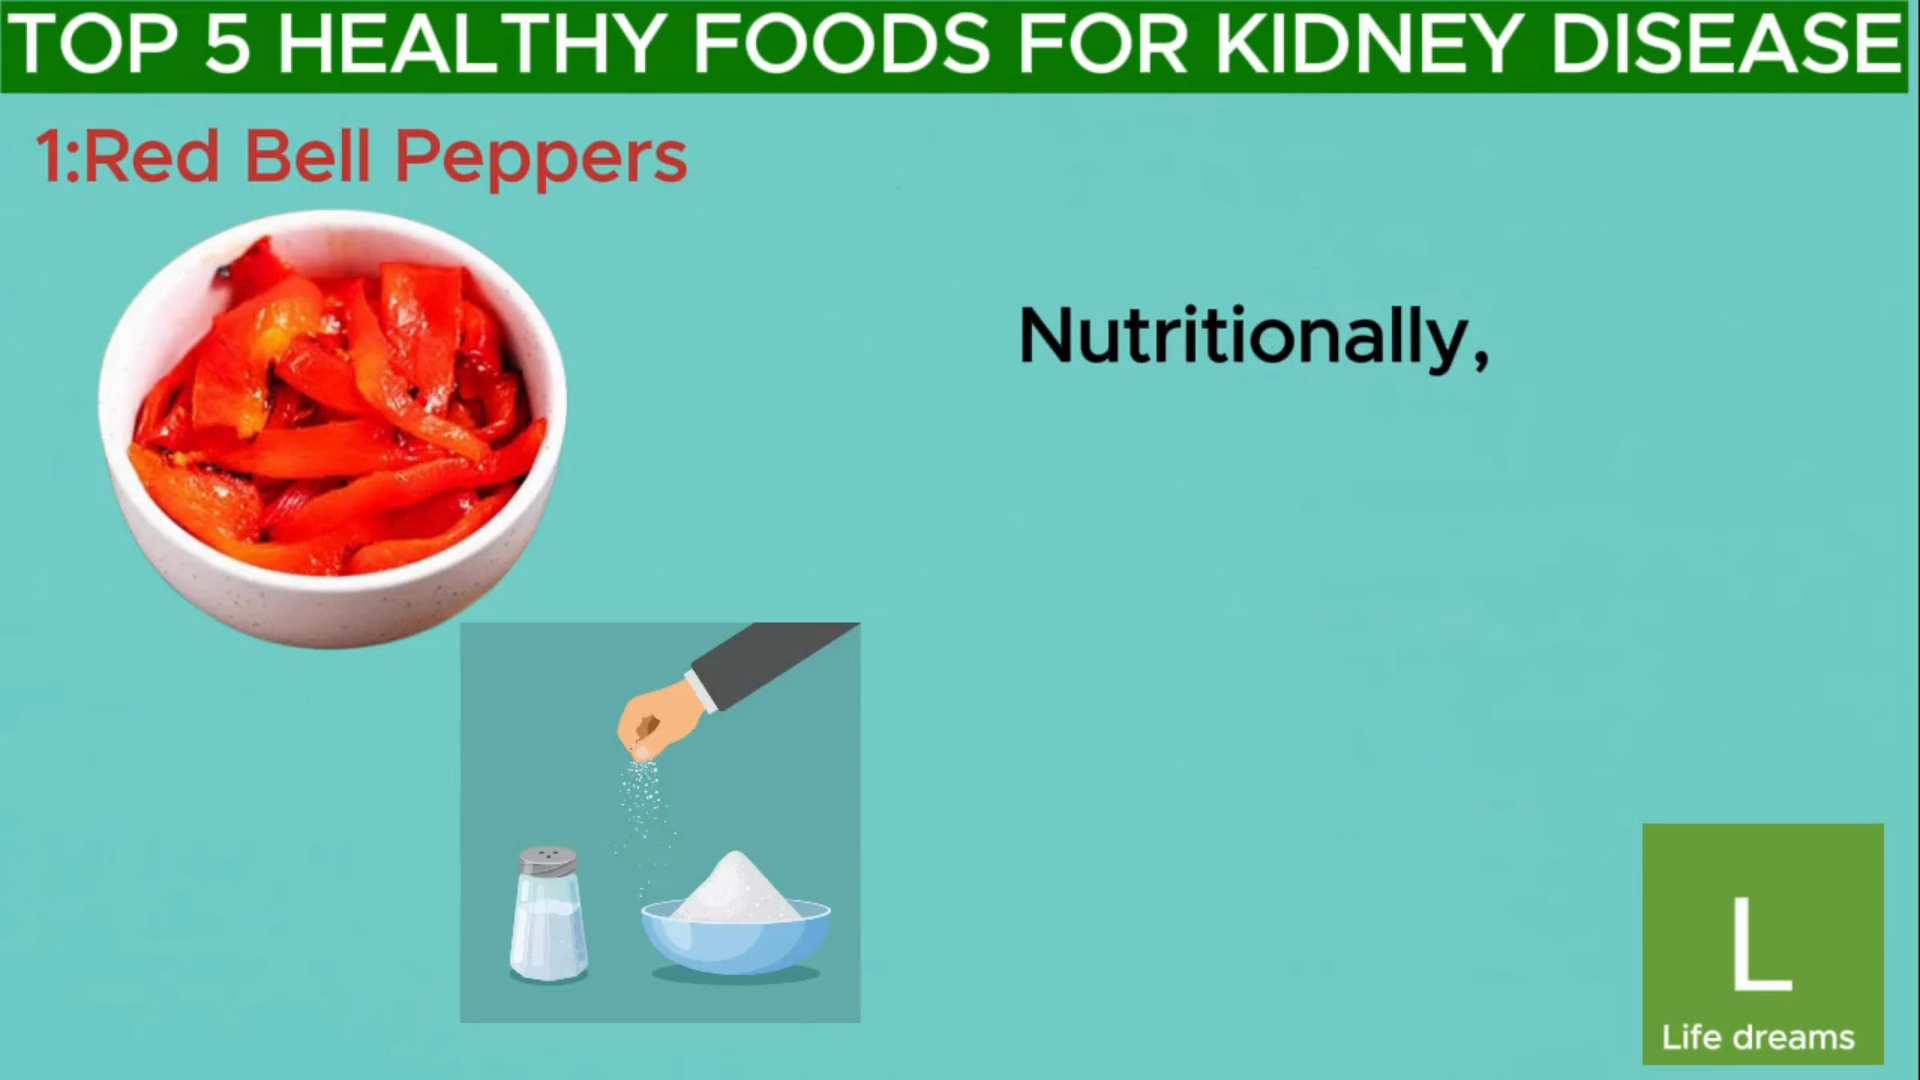 TOP 5 HEALTHY FOODS FOR KIDNEY DISEASE
1:Red Bell Peppers
Nutritionally,
L
Life dreams